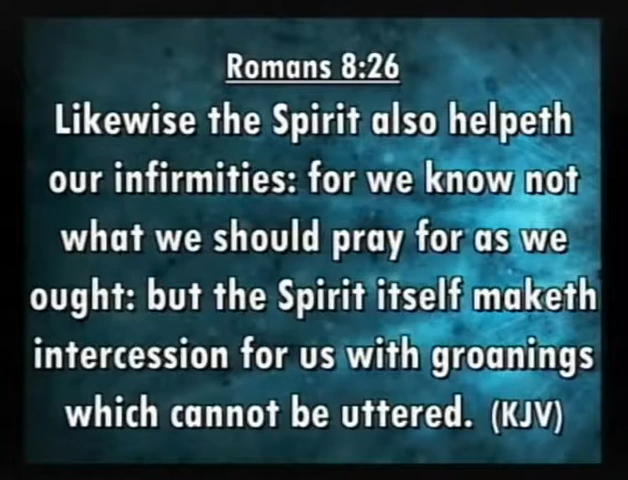 Romans 8:26
Likewise the Spirit also helpeth
our infirmities: for we know not
what we should pray for as we
ought: but the Spirit itself maketh
intercession for us with groanings
which cannot be uttered. (KJV)